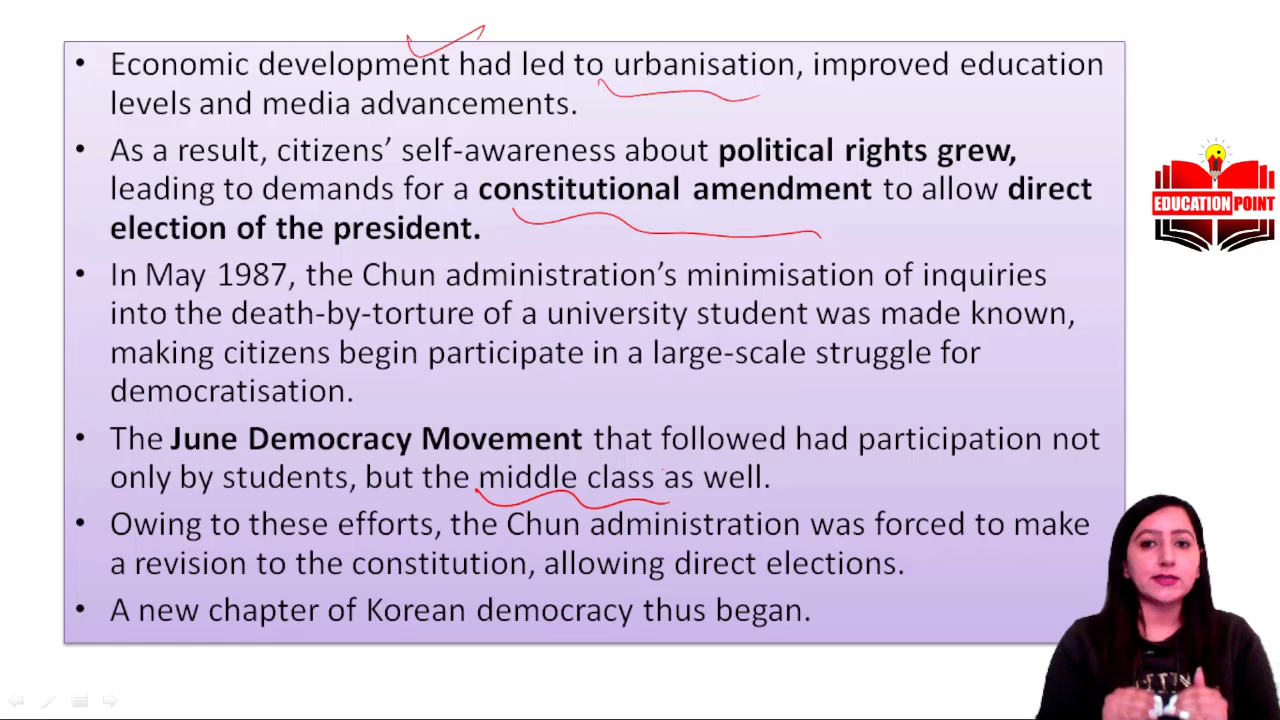 • Economic development had led to urbanisation, improved education
levels and media advancements.
• As a result, citizens’ self-awareness about political rights grew,
leading to demands for a constitutional amendment to allow direct
election of the president.
• In May 1987, the Chun administration’s minimisation of inquiries
into the death-by-torture of a university student was made known,
making citizens begin participate in a large-scale struggle for
democratisation.
• The June Democracy Movement that followed had participation not
only by students, but the middle class as well.
• Owing to these efforts, the Chun administration was forced to make
a revision to the constitution, allowing direct elections.
• A new chapter of Korean democracy thus began.
EDUCATION POINT